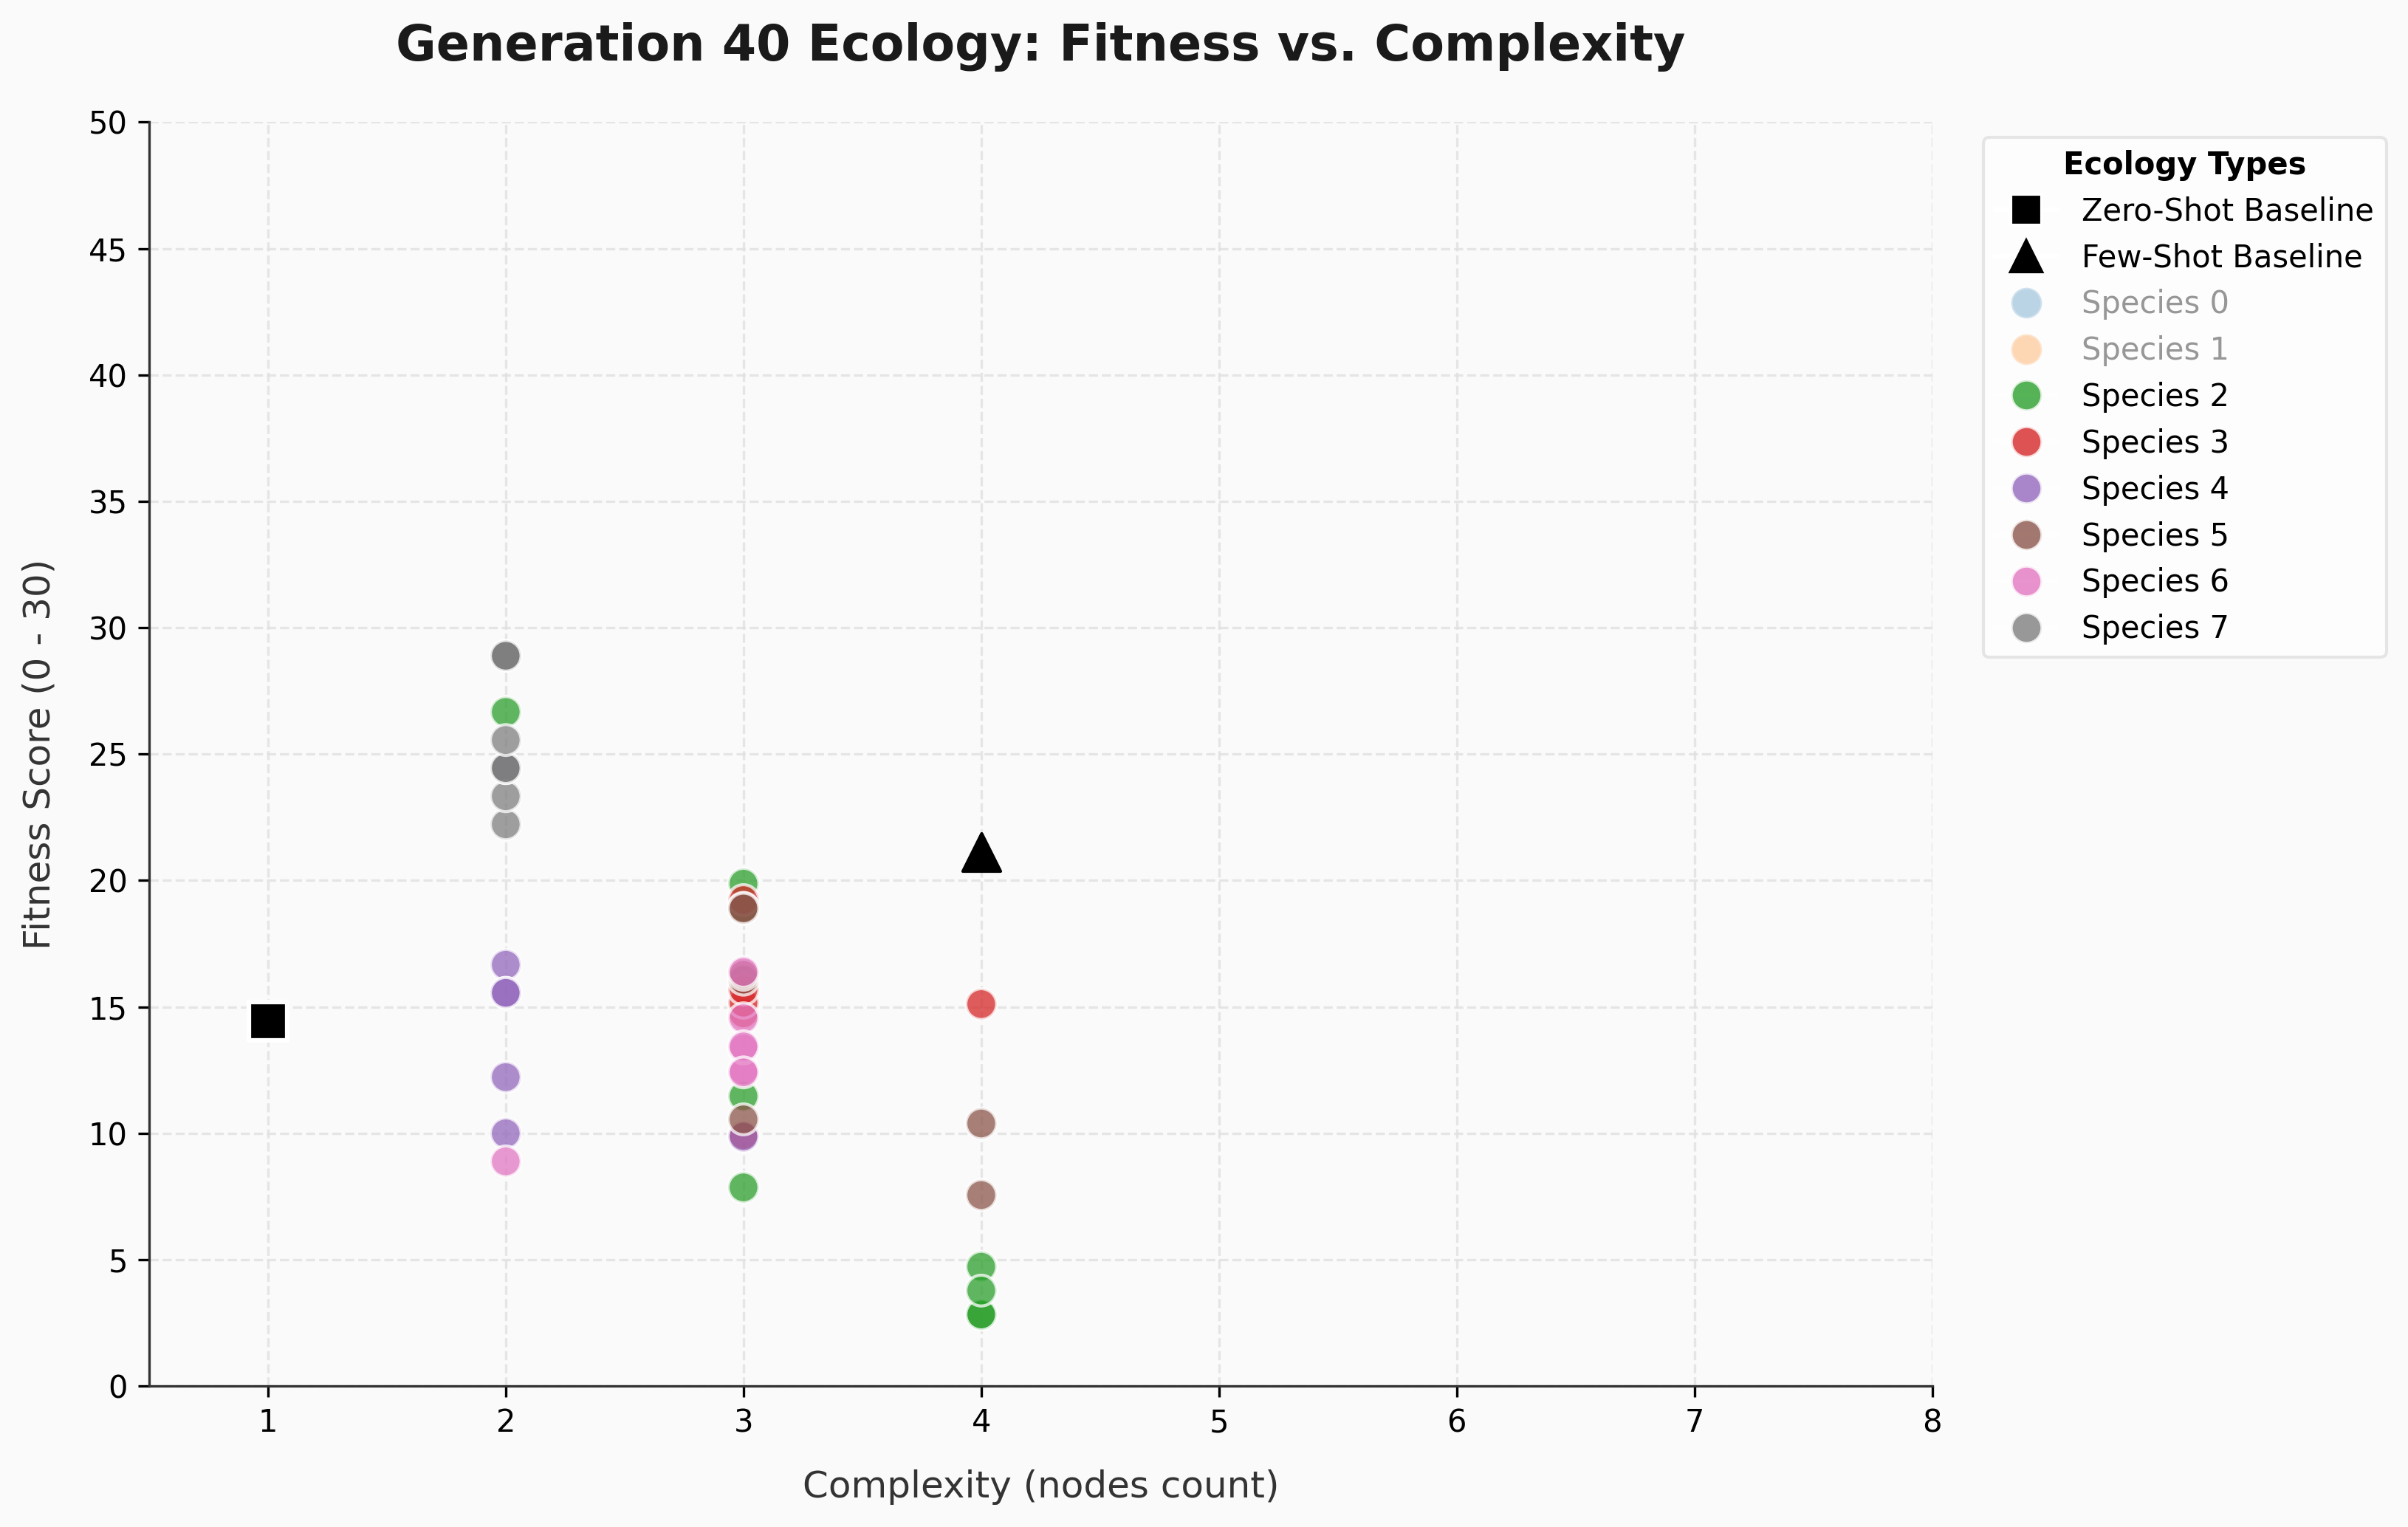 Generation 40 Ecology: Fitness vs. Complexity
Fitness Score (0 - 30)
50
45
40
35
30
25
20
15
10
5
0
1 2 3 4 5 6 7 8
Complexity (nodes count)
Ecology Types
Zero-Shot Baseline
Few-Shot Baseline
Species 0
Species 1
Species 2
Species 3
Species 4
Species 5
Species 6
Species 7